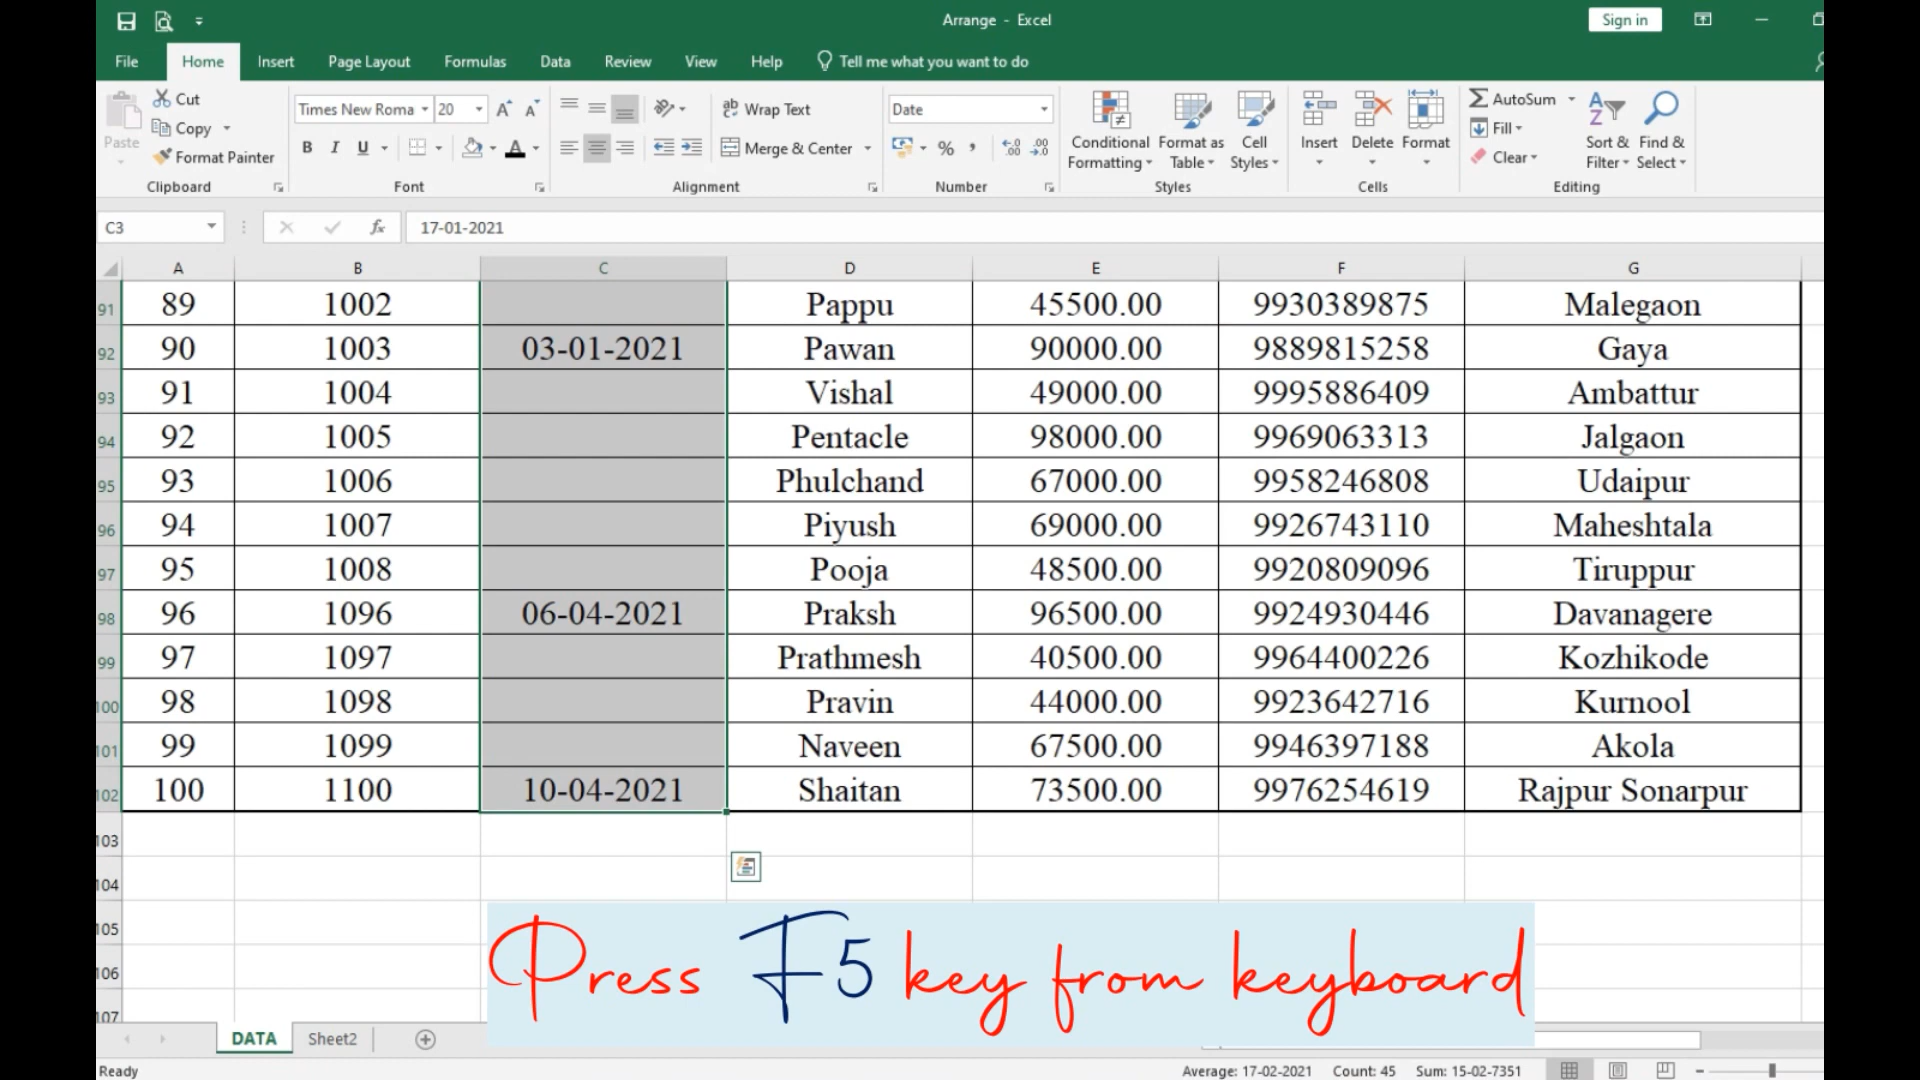 Arrange - Excel
Sign in
File Home Insert Page Layout Formulas Data Review View Help Tell me what you want to do
Paste
Cut
Copy
Format Painter
Clipboard
Times New Roma 20
B I U
Font
Wrap Text
Merge & Center
Alignment
Date
%
Number
Conditional Formatting
Format as Table
Cell Styles
Styles
Insert Delete Format
Cells
AutoSum
Fill
Clear
Sort & Filter
Find & Select
Editing
C3 fx 17-01-2021
A B C D E F G
91 89 1002 Pappu 45500.00 9930389875 Malegaon
92 90 1003 03-01-2021 Pawan 90000.00 9889815258 Gaya
93 91 1004 Vishal 49000.00 9995886409 Ambattur
94 92 1005 Pentacle 98000.00 9969063313 Jalgaon
95 93 1006 Phulchand 67000.00 9958246808 Udaipur
96 94 1007 Piyush 69000.00 9926743110 Maheshtala
97 95 1008 Pooja 48500.00 9920809096 Tiruppur
98 96 1096 06-04-2021 Praksh 96500.00 9924930446 Davanagere
99 97 1097 Prathmesh 40500.00 9964400226 Kozhikode
100 98 1098 Pravin 44000.00 9923642716 Kurnool
101 99 1099 Naveen 67500.00 9946397188 Akola
102 100 1100 10-04-2021 Shaitan 73500.00 9976254619 Rajpur Sonarpur
103
104
105
106
107
Press F5 key from keyboard
DATA Sheet2
Ready Average: 17-02-2021 Count: 45 Sum: 15-02-7351